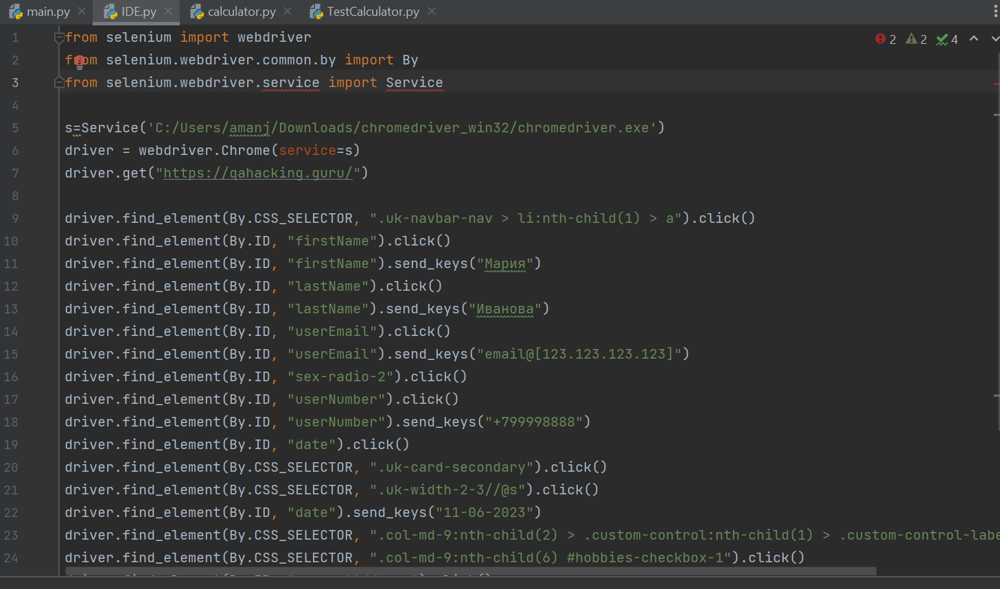 main.py IDE.py calculator.py TestCalculator.py
2 2 4
1 from selenium import webdriver
2 from selenium.webdriver.common.by import By
3 from selenium.webdriver.service import Service
4
5 s=Service('C:/Users/amanj/Downloads/chromedriver_win32/chromedriver.exe')
6 driver = webdriver.Chrome(service=s)
7 driver.get("https://qahacking.guru/")
8
9 driver.find_element(By.CSS_SELECTOR, ".uk-navbar-nav > li:nth-child(1) > a").click()
10 driver.find_element(By.ID, "firstName").click()
11 driver.find_element(By.ID, "firstName").send_keys("Мария")
12 driver.find_element(By.ID, "lastName").click()
13 driver.find_element(By.ID, "lastName").send_keys("Иванова")
14 driver.find_element(By.ID, "userEmail").click()
15 driver.find_element(By.ID, "userEmail").send_keys("email@[123.123.123.123]")
16 driver.find_element(By.ID, "sex-radio-2").click()
17 driver.find_element(By.ID, "userNumber").click()
18 driver.find_element(By.ID, "userNumber").send_keys("+799998888")
19 driver.find_element(By.ID, "date").click()
20 driver.find_element(By.CSS_SELECTOR, ".uk-card-secondary").click()
21 driver.find_element(By.CSS_SELECTOR, ".uk-width-2-3//@s").click()
22 driver.find_element(By.ID, "date").send_keys("11-06-2023")
23 driver.find_element(By.CSS_SELECTOR, ".col-md-9:nth-child(2) > .custom-control:nth-child(1) > .custom-control-labe
24 driver.find_element(By.CSS_SELECTOR, ".col-md-9:nth-child(6) #hobbies-checkbox-1").click()